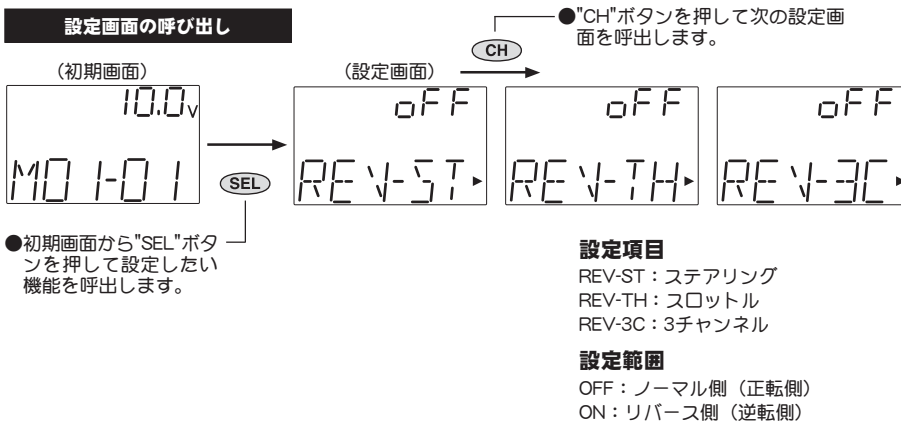 設定画面の呼び出し
●"CH"ボタンを押して次の設定画
面を呼出します。
CH
(初期画面)
(設定画面)
10.0v
M01-01
SEL
oFF
REV-ST
oFF
REV-TH
oFF
REV-3C
●初期画面から"SEL"ボタ
ンを押して設定したい
機能を呼出します。
設定項目
REV-ST：ステアリング
REV-TH：スロットル
REV-3C：3チャンネル
設定範囲
OFF：ノーマル側（正転側）
ON：リバース側（逆転側）